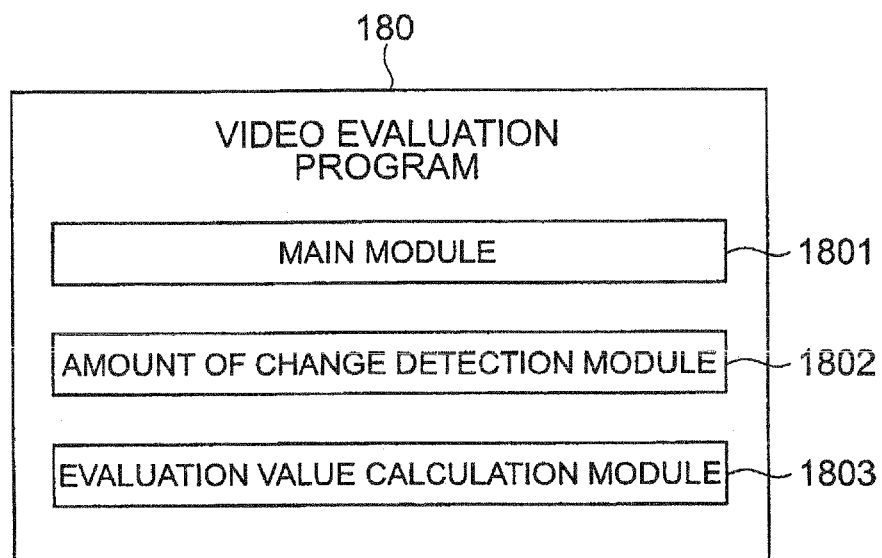 180
VIDEO EVALUATION
PROGRAM
MAIN MODULE
1801
AMOUNT OF CHANGE DETECTION MODULE
1802
EVALUATION VALUE CALCULATION MODULE
1803